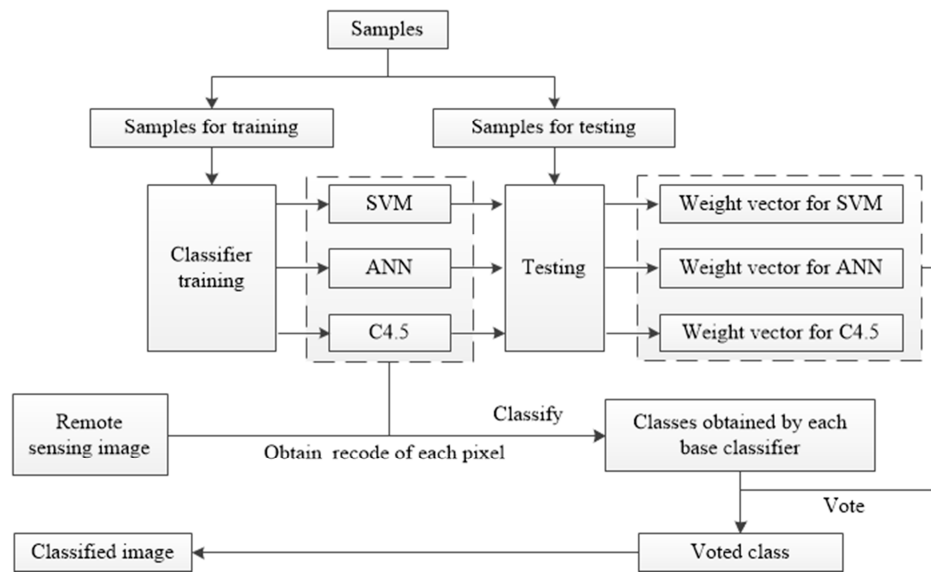 Samples
Samples for training
Samples for testing
Classifier
training
SVM
ANN
C4.5
Testing
Weight vector for SVM
Weight vector for ANN
Weight vector for C4.5
Remote
sensing image
Classify
Obtain recode of each pixel
Classes obtained by each
base classifier
Vote
Classified image
Voted class